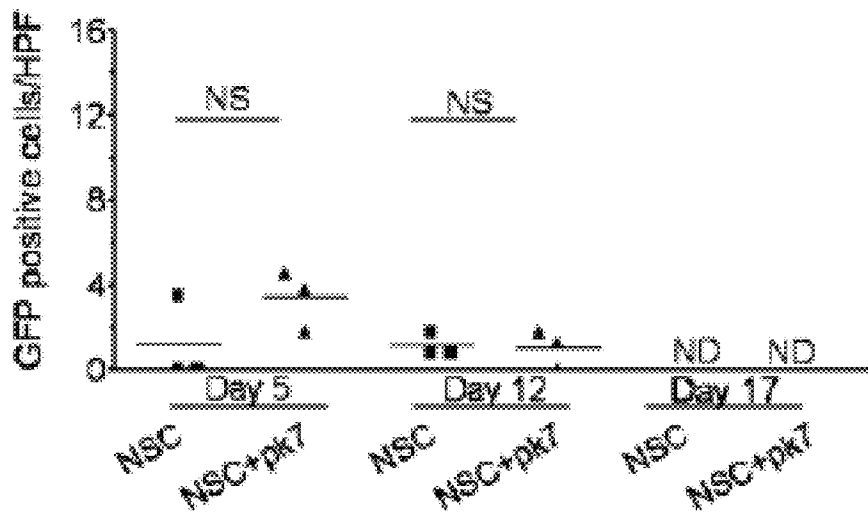 GFP positive cells/HPF
16
12
8
4
0
NS
NS
ND
ND
Day 5
Day 12
Day 17
NSC
NSC+pk7
NSC
NSC+pk7
NSC
NSC+pk7